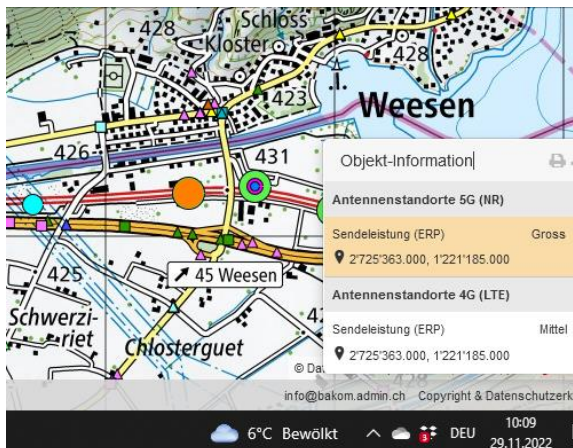 428
Schloss
Kloster
428
423
Weesen
426
431
Objekt-Information
Antennenstandorte 5G (NR)
Sendeleistung (ERP) Gross
2'725'363.000, 1'221'185.000
Antennenstandorte 4G (LTE)
Sendeleistung (ERP) Mittel
2'725'363.000, 1'221'185.000
45 Weesen
425
Schwerzi-
riet
Chlosterguet
42
© Da
info@bakom.admin.ch Copyright & Datenschutzerk
6°C Bewölkt DEU 10:09
29.11.2022